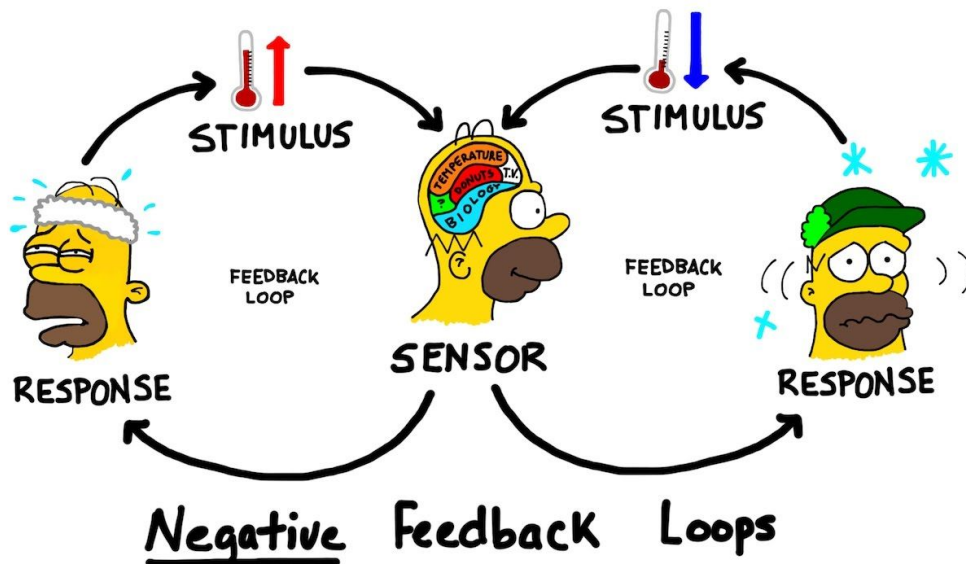 STIMULUS
STIMULUS
TEMPERATURE
DONUTS
T.V.
?
BIOLOGY
FEEDBACK
LOOP
FEEDBACK
LOOP
SENSOR
RESPONSE
RESPONSE
Negative Feedback Loops